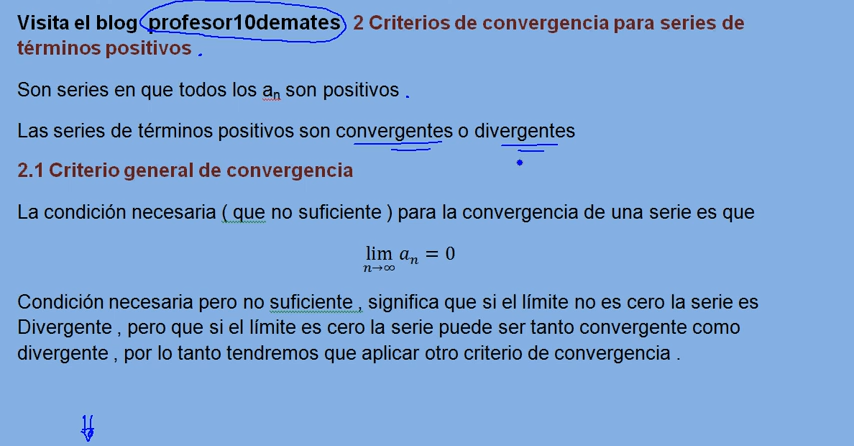 Visita el blog profesor10demates 2 Criterios de convergencia para series de
términos positivos .
Son series en que todos los aₙ son positivos .
Las series de términos positivos son convergentes o divergentes
2.1 Criterio general de convergencia
La condición necesaria ( que no suficiente ) para la convergencia de una serie es que
lim aₙ = 0
n→∞
Condición necesaria pero no suficiente , significa que si el límite no es cero la serie es
Divergente , pero que si el límite es cero la serie puede ser tanto convergente como
divergente , por lo tanto tendremos que aplicar otro criterio de convergencia .